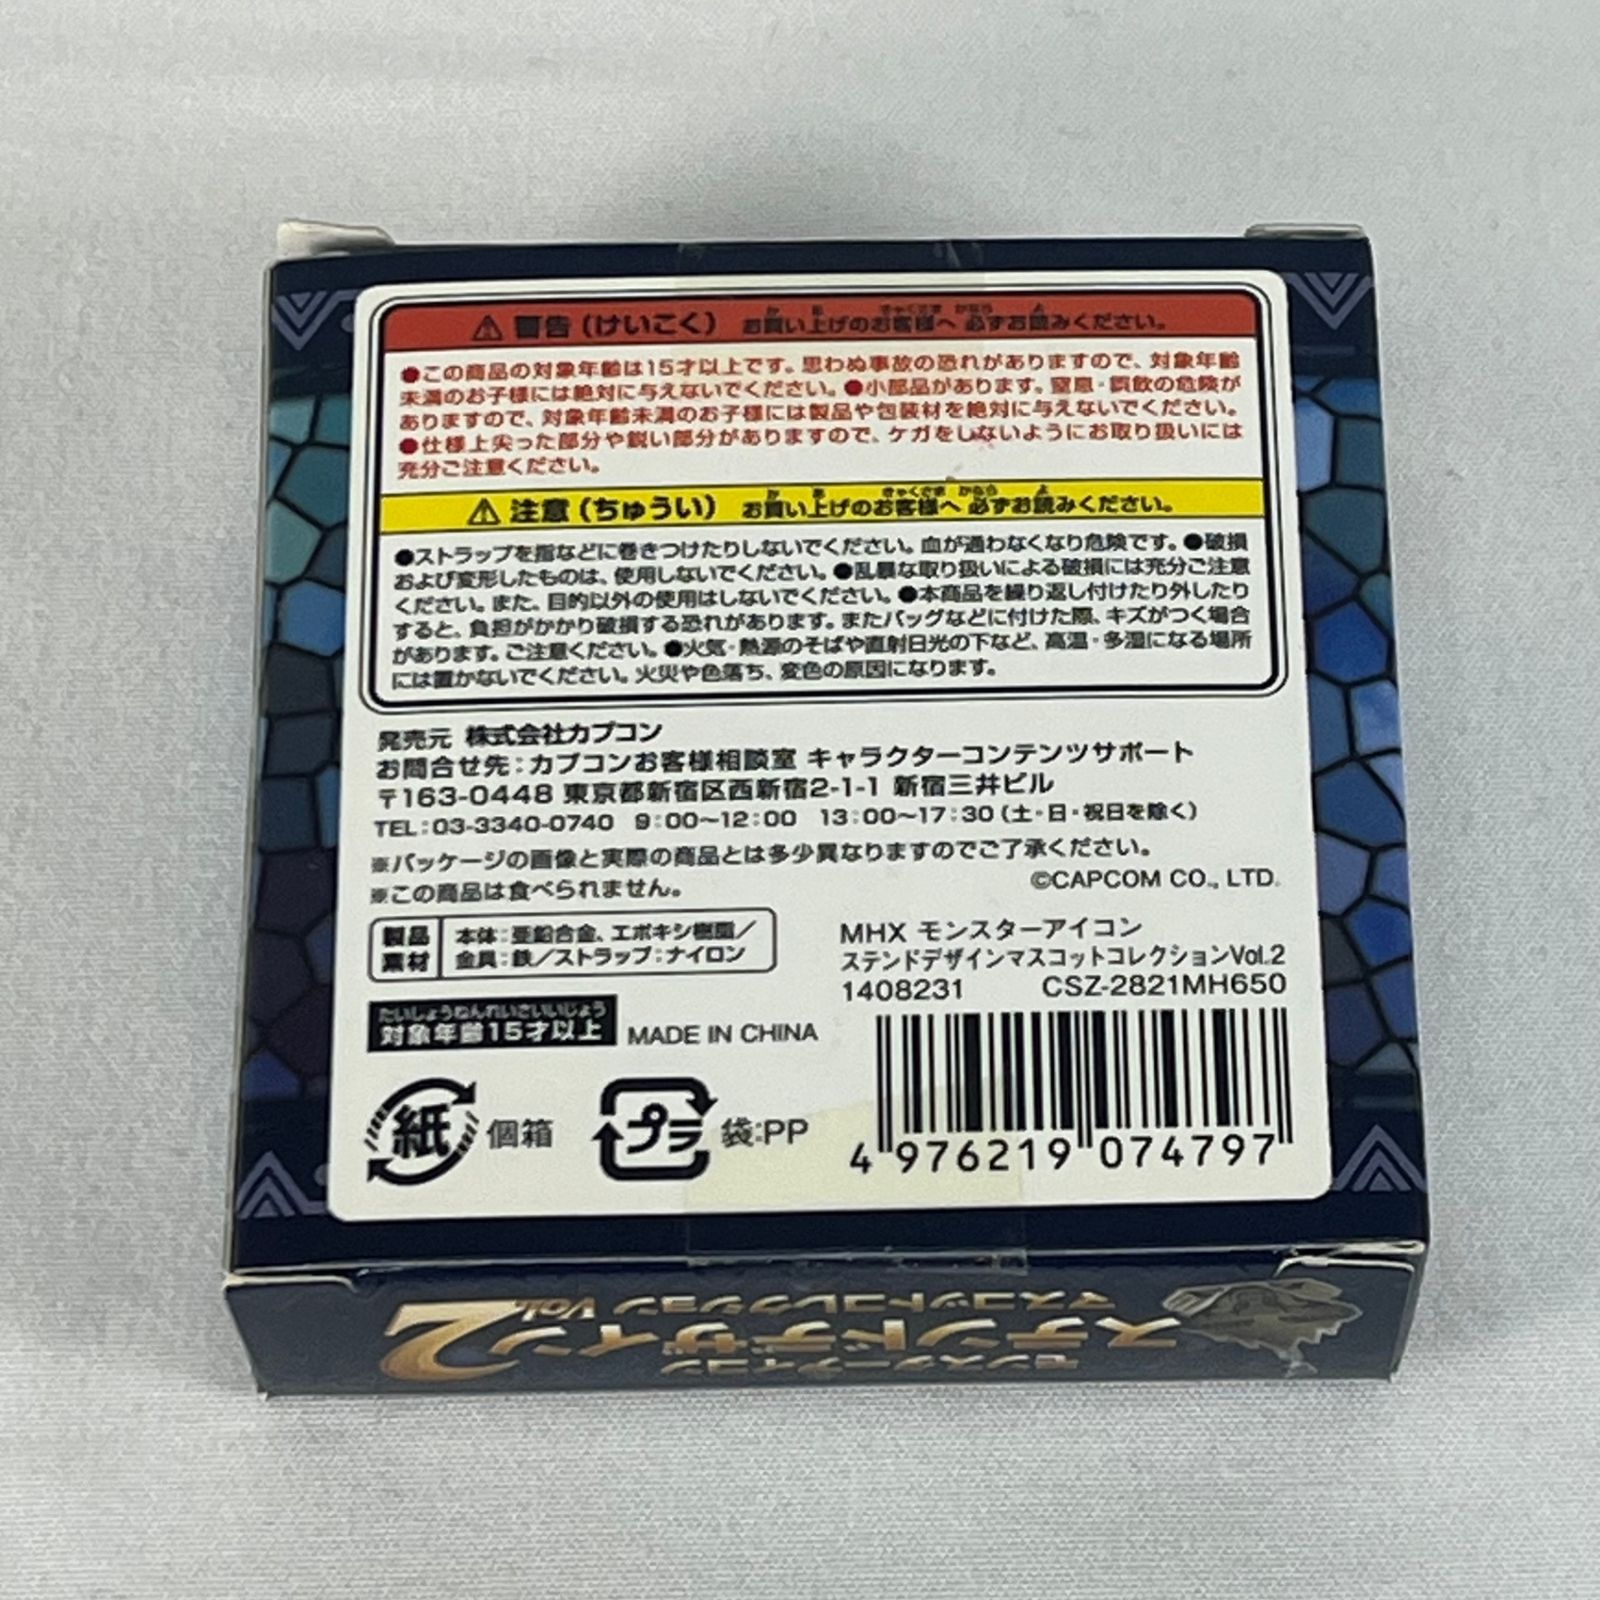 警告（けいこく） お買い上げのお客様へ 必ずお読みください。
●この商品の対象年齢は15才以上です。思わぬ事故の恐れがありますので、対象年齢
未満のお子様には絶対に与えないでください。●小部品があります。窒息・誤飲の危険が
ありますので、対象年齢未満のお子様には製品や包装材を絶対に与えないでください。
●仕様上尖った部分や鋭い部分がありますので、ケガをしないようにお取り扱いには
充分ご注意ください。
注意（ちゅうい） お買い上げのお客様へ 必ずお読みください。
●ストラップを指などに巻きつけたりしないでください。血が通わなくなり危険です。●破損
および変形したものは、使用しないでください。●乱暴な取り扱いによる破損には充分ご注意
ください。また、目的以外の使用はしないでください。●本商品を繰り返し付けたり外したり
すると、負担がかかり破損する恐れがあります。またバッグなどに付けた際、キズがつく場合
があります。ご注意ください。●火気・熱源のそばや直射日光の下など、高温・多湿になる場所
には置かないでください。火災や色落ち、変色の原因になります。
発売元 株式会社カプコン
お問合せ先：カプコンお客様相談室 キャラクターコンテンツサポート
〒163-0448 東京都新宿区西新宿2-1-1 新宿三井ビル
TEL：03-3340-0740 9：00〜12：00 13：00〜17：30（土・日・祝日を除く）
※パッケージの画像と実際の商品とは多少異なりますのでご了承ください。
※この商品は食べられません。
©CAPCOM CO., LTD.
製品素材 本体：亜鉛合金、エポキシ樹脂／
金具：鉄／ストラップ：ナイロン
MHX モンスターアイコン
ステンドデザインマスコットコレクションVol.2
1408231 CSZ-2821MH650
たいしょうねんれいさいいじょう
対象年齢15才以上
MADE IN CHINA
紙 個箱
プラ 袋：PP
4 976219 074797
モンスターアイコン
ステンドデザイン
マスコットコレクション Vol. 2